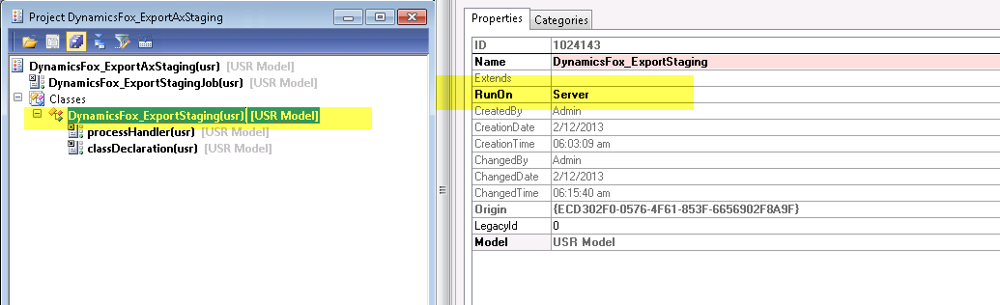 Project DynamicsFox_ExportAxStaging
DynamicsFox_ExportAxStaging(usr) [USR Model]
DynamicsFox_ExportStagingJob(usr) [USR Model]
Classes
DynamicsFox_ExportStaging(usr) [USR Model]
processHandler(usr) [USR Model]
classDeclaration(usr) [USR Model]
Properties Categories
ID 1024143
Name DynamicsFox_ExportStaging
Extends
RunOn Server
CreatedBy Admin
CreationDate 2/12/2013
CreationTime 06:03:09 am
ChangedBy Admin
ChangedDate 2/12/2013
ChangedTime 06:15:40 am
Origin {ECD302F0-0576-4F61-853F-6656902F8A9F}
LegacyId 0
Model USR Model